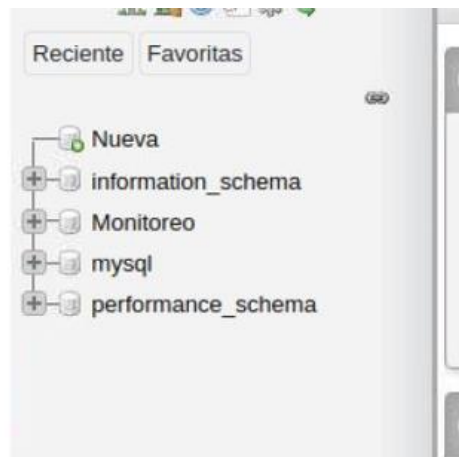 Reciente Favoritas
Nueva
information_schema
Monitoreo
mysql
performance_schema